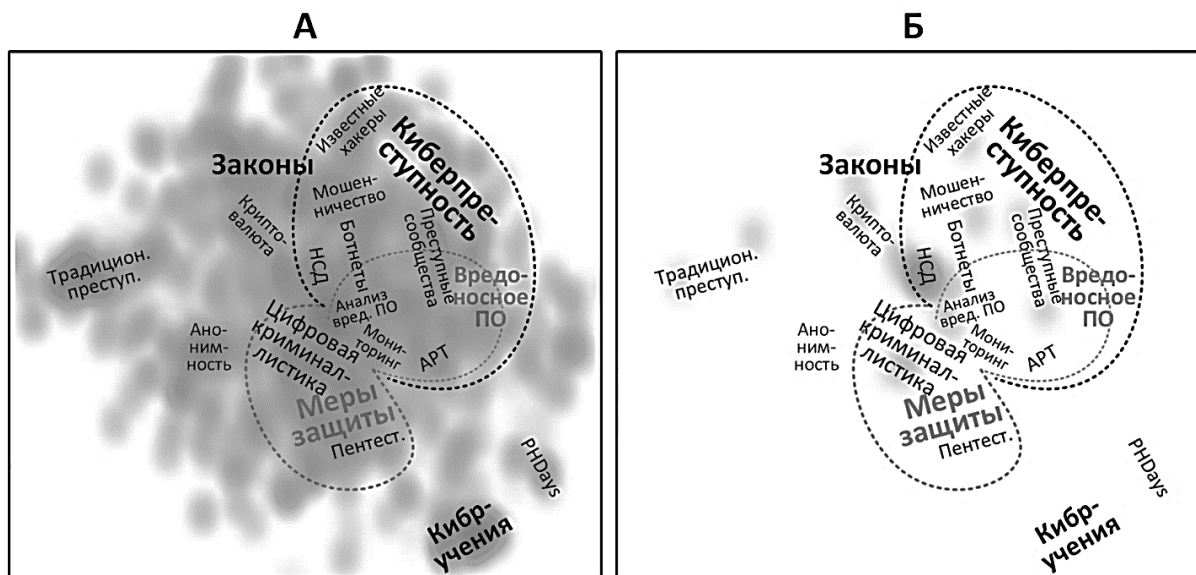 А
Известные
хакеры
Киберпре-
ступность
Законы
Мошен-
ничество
Крипто-
валюта
НСД
Ботнеты
Преступные
сообщества
Традицион.
преступ.
Вредо-
носное
ПО
Анализ
вред. ПО
Ано-
ним-
ность
Цифровая
криминал-
листика
Мони-
торинг
АРТ
Меры
защиты
Пентест.
PHDays
Кибр-
учения
Б
Известные
хакеры
Киберпре-
ступность
Законы
Мошен-
ничество
Крипто-
валюта
НСД
Ботнеты
Преступные
сообщества
Традицион.
преступ.
Вредо-
носное
ПО
Анализ
вред. ПО
Ано-
ним-
ность
Цифровая
криминал-
листика
Мони-
торинг
АРТ
Меры
защиты
Пентест.
PHDays
Кибр-
учения